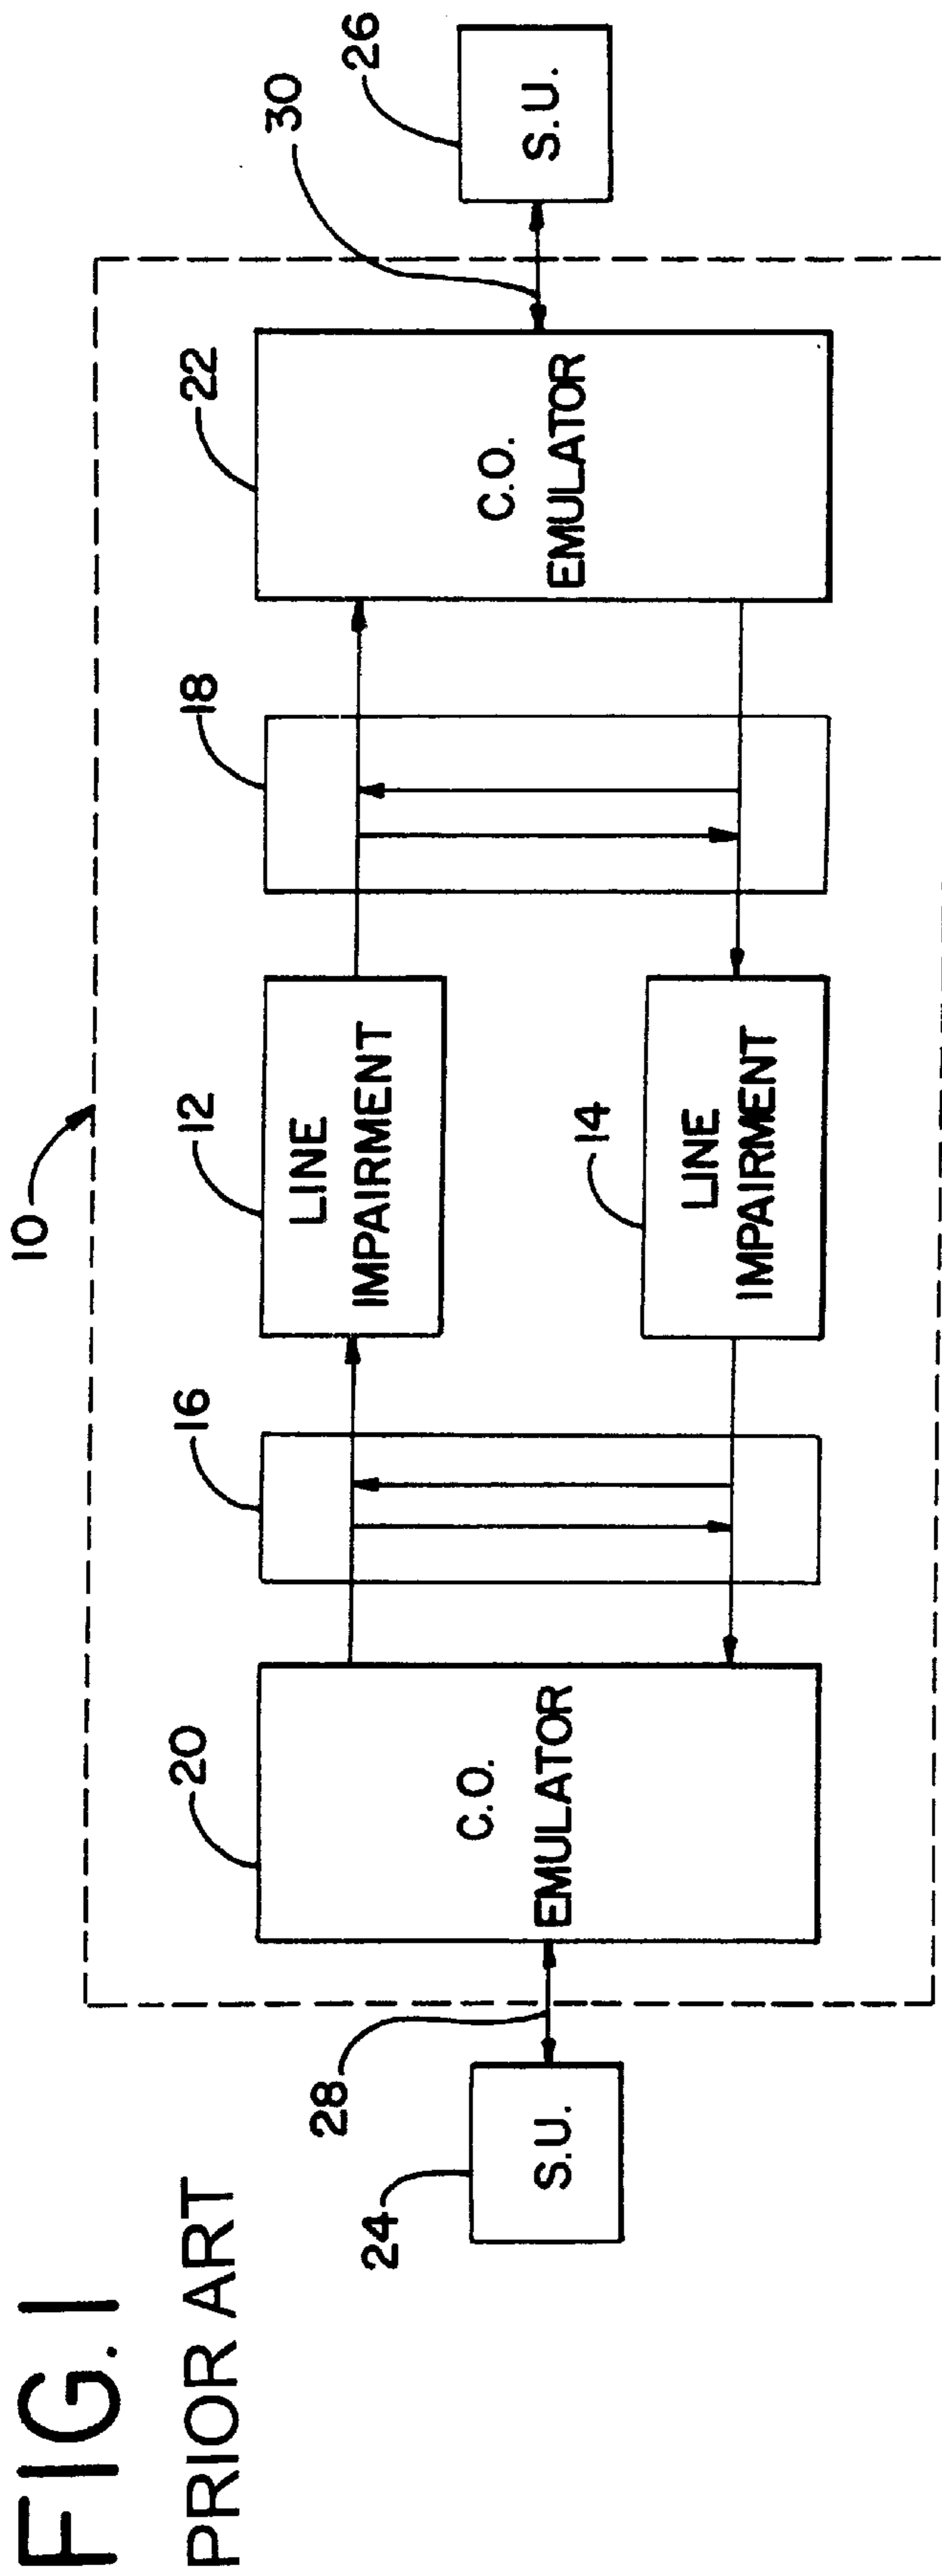 FIG. 1
PRIOR ART
10
20
16
12
18
22
30
26
28
24
14
C.O.
EMULATOR
LINE
IMPAIRMENT
LINE
IMPAIRMENT
C.O.
EMULATOR
S.U.
S.U.